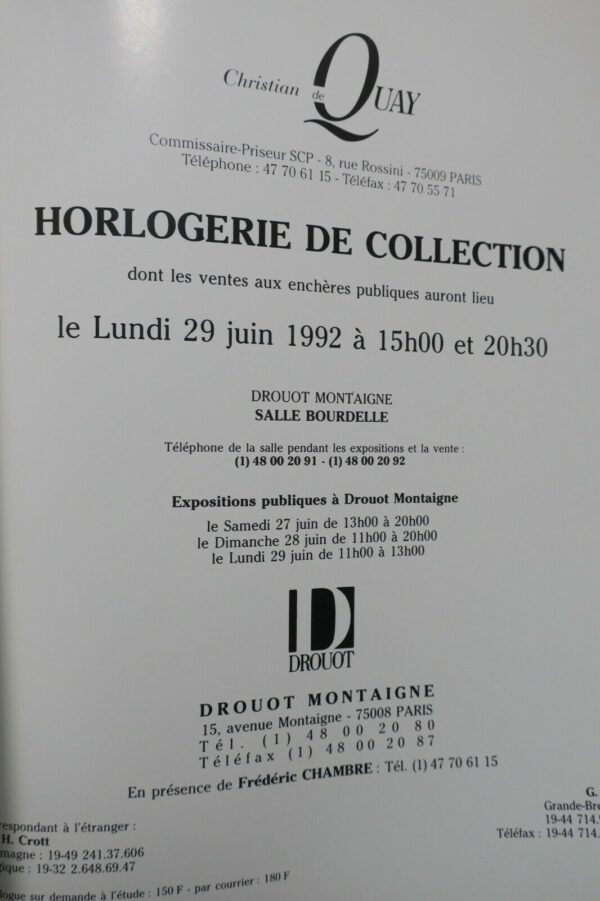 Christian de QUAY
Commissaire-Priseur SCP - 8, rue Rossini - 75009 PARIS
Téléphone : 47 70 61 15 - Téléfax : 47 70 55 71
HORLOGERIE DE COLLECTION
dont les ventes aux enchères publiques auront lieu
le Lundi 29 juin 1992 à 15h00 et 20h30
DROUOT MONTAIGNE
SALLE BOURDELLE
Téléphone de la salle pendant les expositions et la vente :
(1) 48 00 20 91 - (1) 48 00 20 92
Expositions publiques à Drouot Montaigne
le Samedi 27 juin de 13h00 à 20h00
le Dimanche 28 juin de 11h00 à 20h00
le Lundi 29 juin de 11h00 à 13h00
D
DROUOT
DROUOT MONTAIGNE
15, avenue Montaigne - 75008 PARIS
Tél. (1) 48 00 20 80
Téléfax (1) 48 00 20 87
En présence de Frédéric CHAMBRE : Tél. (1) 47 70 61 15
respondant à l'étranger :
H. Crott
magne : 19-49 241.37.606
gique : 19-32 2.648.69.47
logue sur demande à l'étude : 150 F - par courrier : 180 F
G.
Grande-Bre
19-44 714.
Téléfax : 19-44 714.